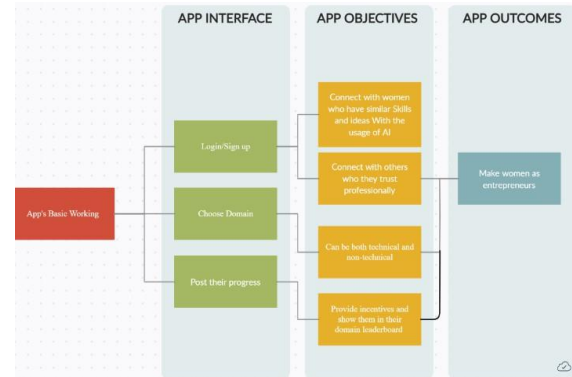 APP INTERFACE
APP OBJECTIVES
APP OUTCOMES
Connect with women
who have similar Skills
and ideas With the
usage of AI
Login/Sign up
Connect with others
who they trust
professionally
Make women as
entrepreneurs
App's Basic Working
Choose Domain
Can be both technical and
non-technical
Post their progress
Provide incentives and
show them in their
domain leaderboard